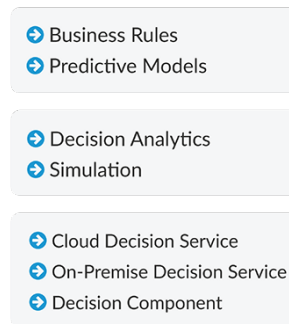 Business Rules
Predictive Models
Decision Analytics
Simulation
Cloud Decision Service
On-Premise Decision Service
Decision Component